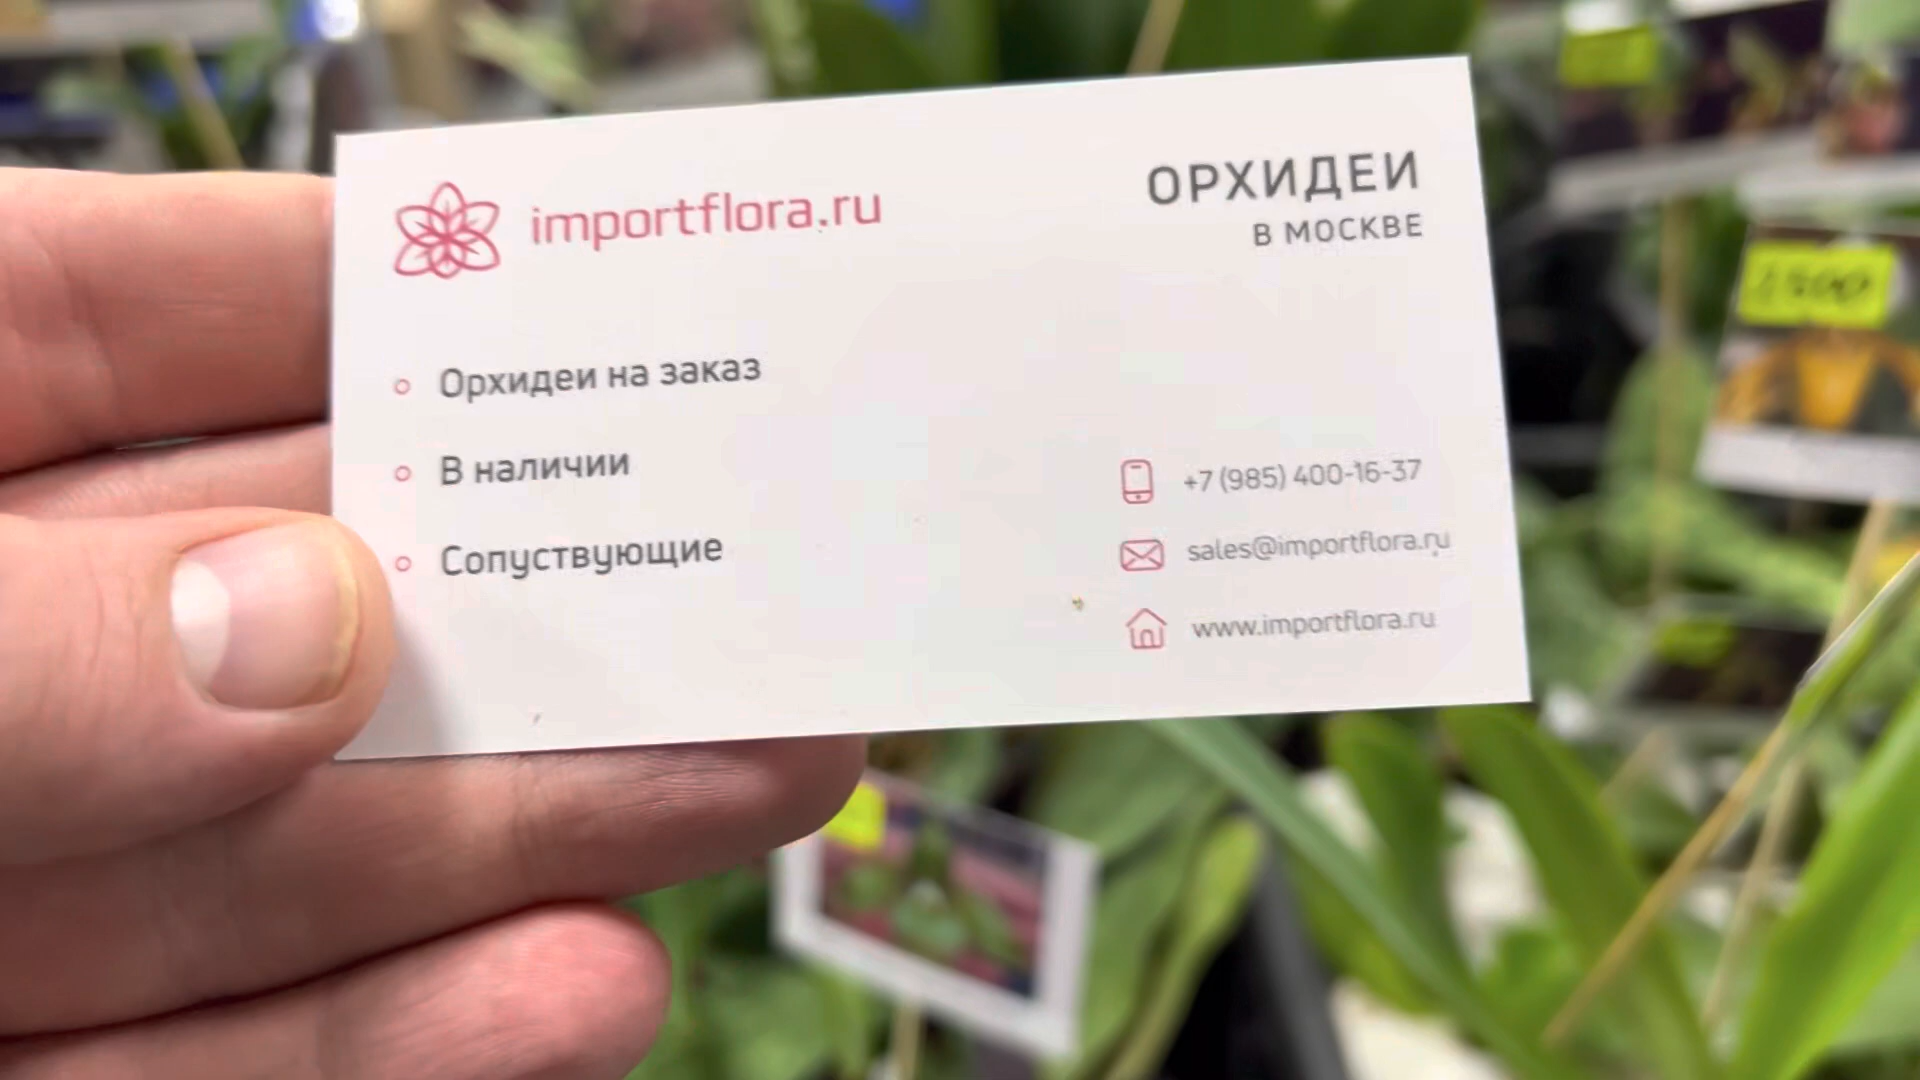 importflora.ru
ОРХИДЕИ
В МОСКВЕ
Орхидеи на заказ
В наличии
Сопуствующие
+7 (985) 400-16-37
sales@importflora.ru
www.importflora.ru